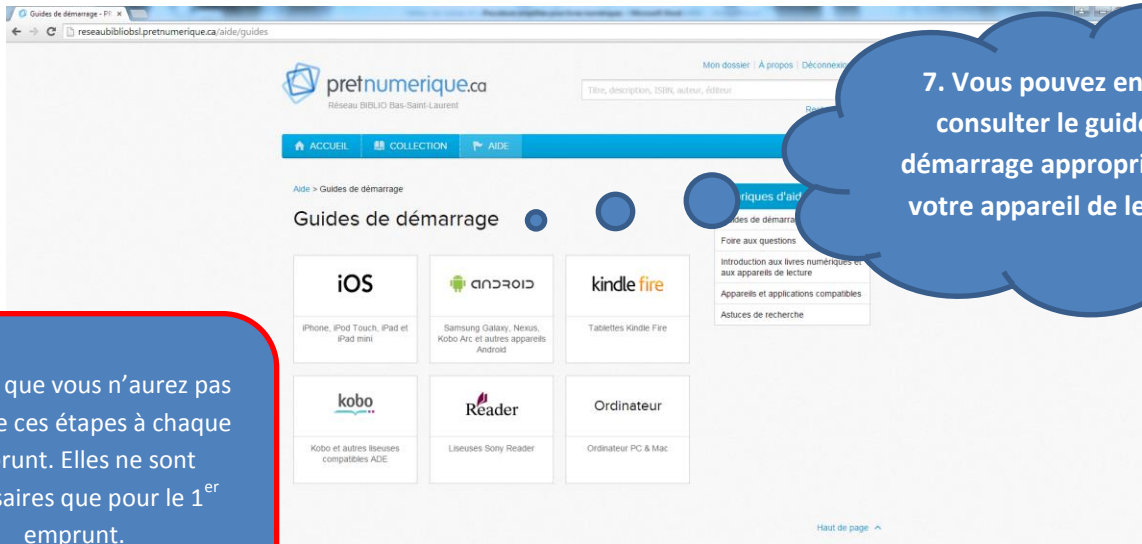 Guides de démarrage - PR
reseaubibliobsl.pretnumerique.ca/aide/guides
pretnumerique.ca
Réseau BIBLIO Bas-Saint-Laurent
Mon dossier | À propos |
Titre, description, ISBN, auteur, éditeur
ACCUEIL COLLECTION AIDE
Aide > Guides de démarrage
Guides de démarrage
iOS
iPhone, iPod Touch, iPad et
iPad mini
ANDROID
Samsung Galaxy, Nexus,
Kobo Arc et autres appareils
Android
kindle fire
Tablettes Kindle Fire
kobo
Kobo et autres liseuses
compatibles ADE
Reader
Liseuses Sony Reader
Ordinateur
Ordinateur PC & Mac
d'aid
Foire aux questions
Introduction aux livres numériques et
aux appareils de lecture
Appareils et applications compatibles
Astuces de recherche
Haut de page
7. Vous pouvez en
consulter le guide
démarrage appropri
votre appareil de le
que vous n'aurez pas
ces étapes à chaque
runt. Elles ne sont
saires que pour le 1er
emprunt.